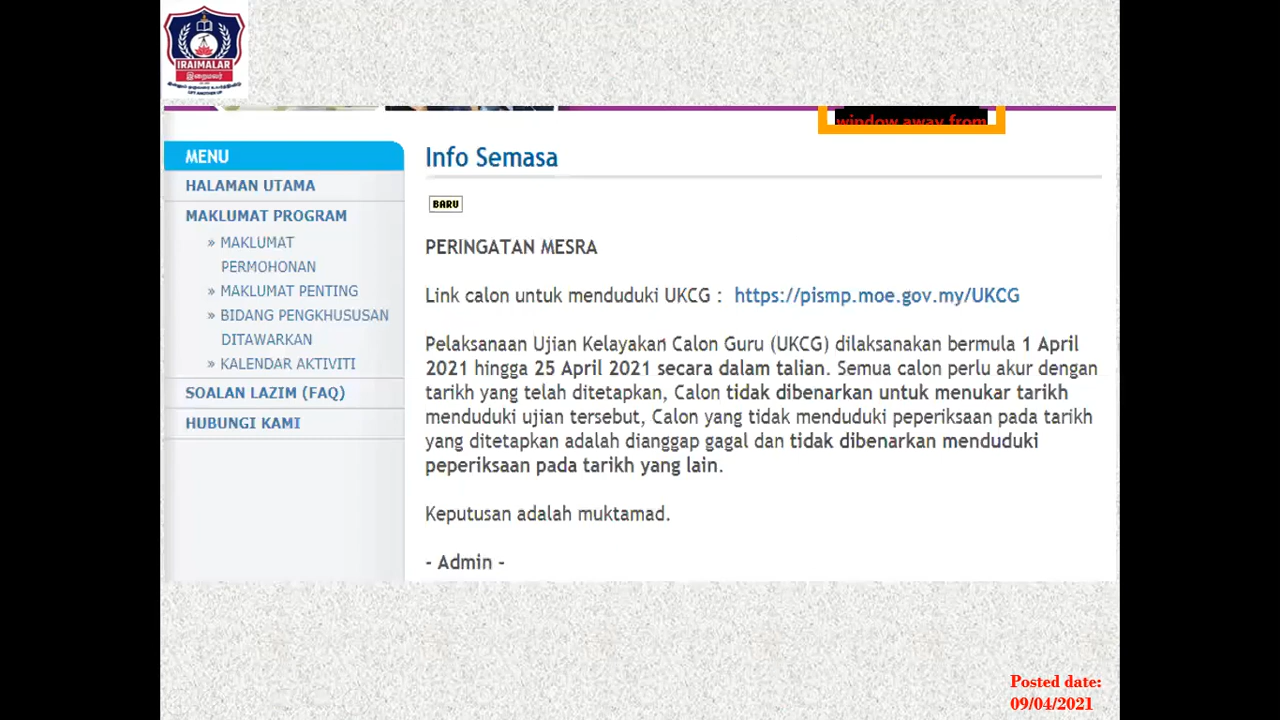 IRAIMALAR
இறைமலர்
LIFT ANOTHER UP
window away from
MENU
HALAMAN UTAMA
MAKLUMAT PROGRAM
» MAKLUMAT
PERMOHONAN
» MAKLUMAT PENTING
» BIDANG PENGKHUSUSAN
DITAWARKAN
» KALENDAR AKTIVITI
SOALAN LAZIM (FAQ)
HUBUNGI KAMI
Info Semasa
BARU
PERINGATAN MESRA
Link calon untuk menduduki UKCG : https://pismp.moe.gov.my/UKCG
Pelaksanaan Ujian Kelayakan Calon Guru (UKCG) dilaksanakan bermula 1 April
2021 hingga 25 April 2021 secara dalam talian. Semua calon perlu akur dengan
tarikh yang telah ditetapkan, Calon tidak dibenarkan untuk menukar tarikh
menduduki ujian tersebut, Calon yang tidak menduduki peperiksaan pada tarikh
yang ditetapkan adalah dianggap gagal dan tidak dibenarkan menduduki
peperiksaan pada tarikh yang lain.
Keputusan adalah muktamad.
- Admin -
Posted date:
09/04/2021